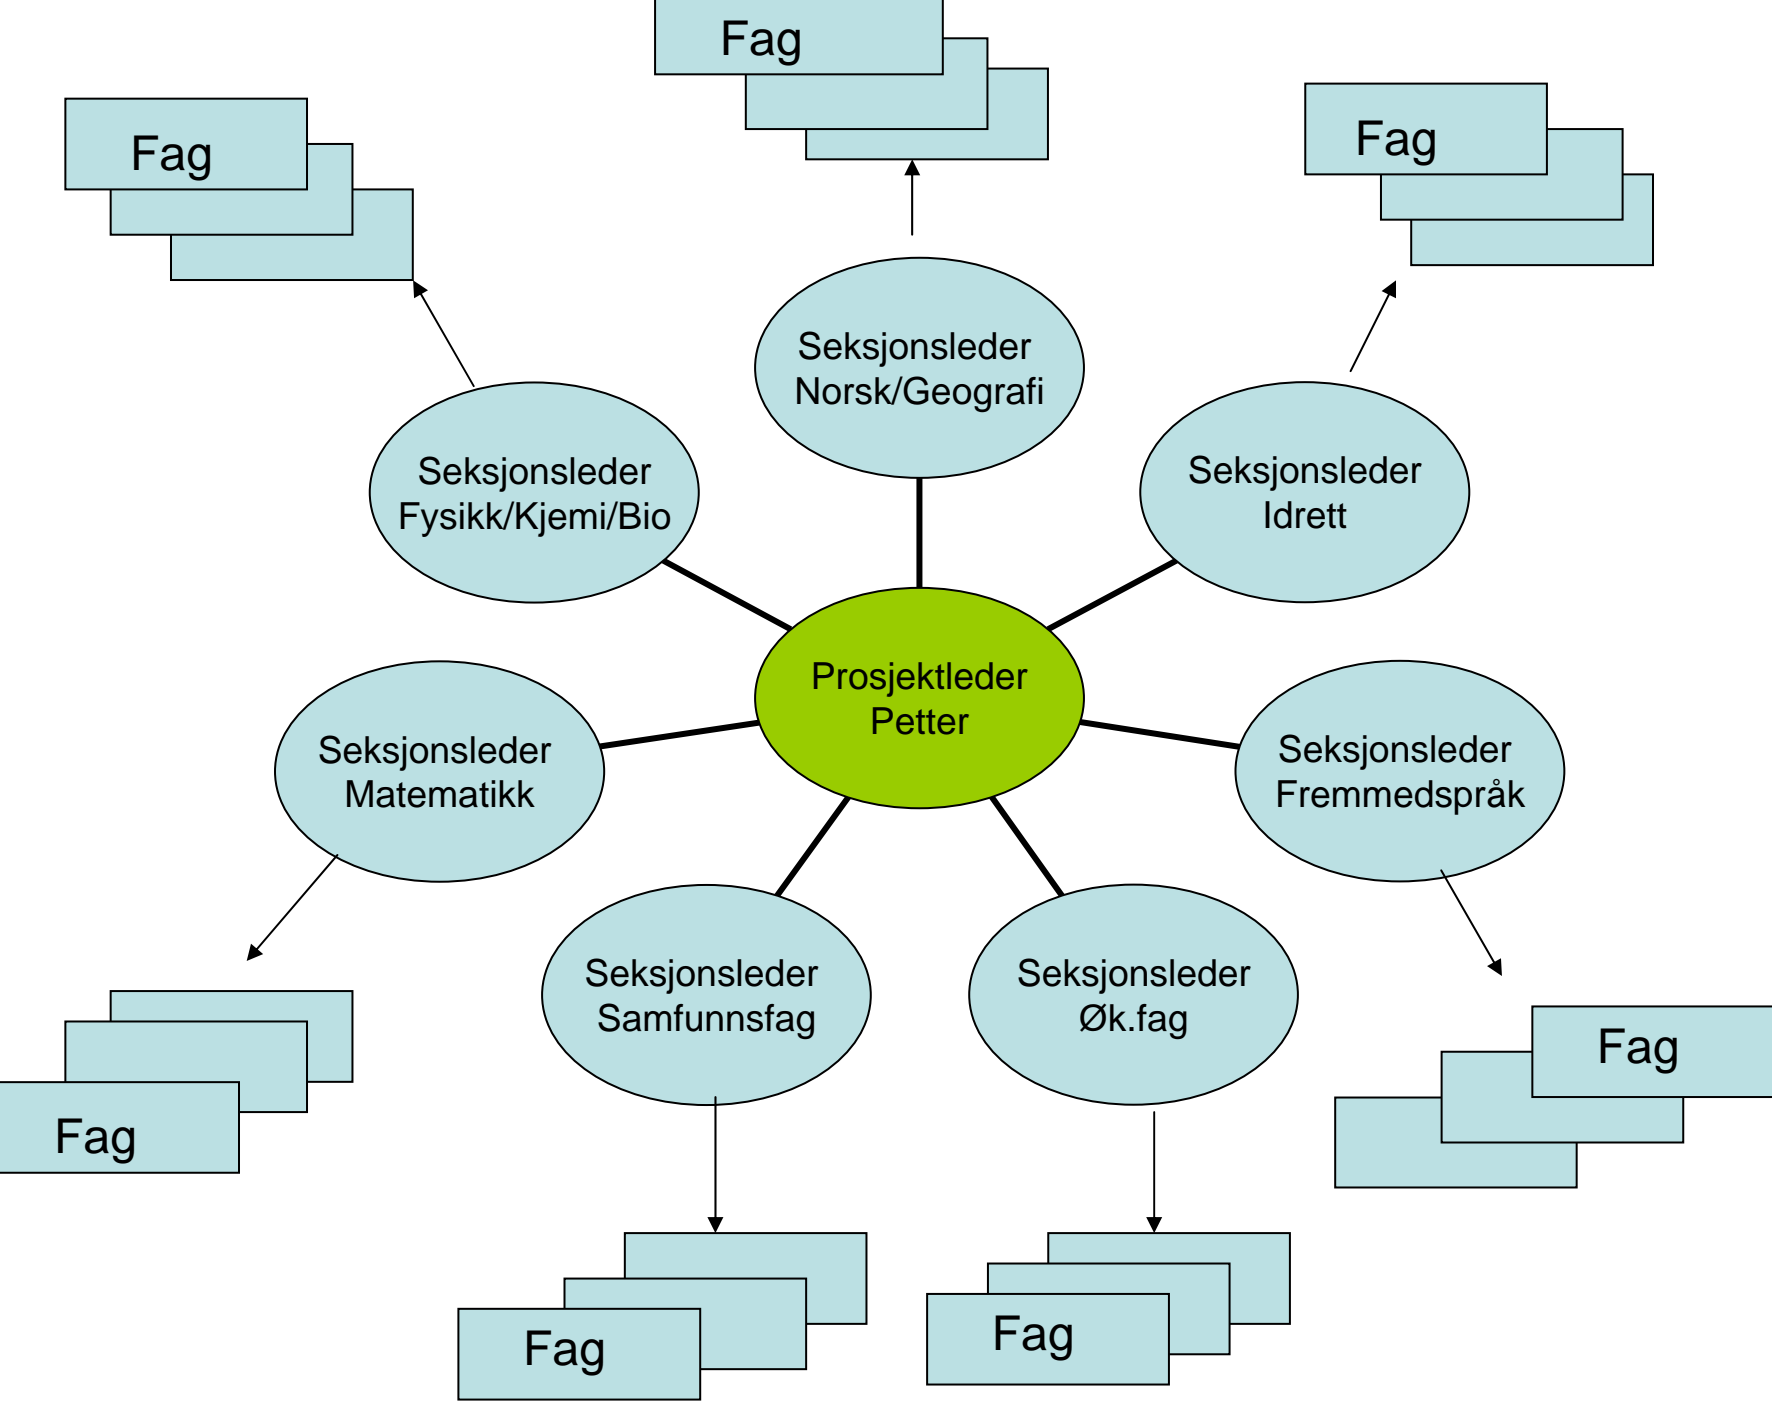 Fag
Fag
Fag
Seksjonsleder
Norsk/Geografi
Seksjonsleder
Fysikk/Kjemi/Bio
Seksjonsleder
Idrett
Prosjektleder
Petter
Seksjonsleder
Matematikk
Seksjonsleder
Fremmedspråk
Seksjonsleder
Samfunnsfag
Seksjonsleder
Øk.fag
Fag
Fag
Fag
Fag